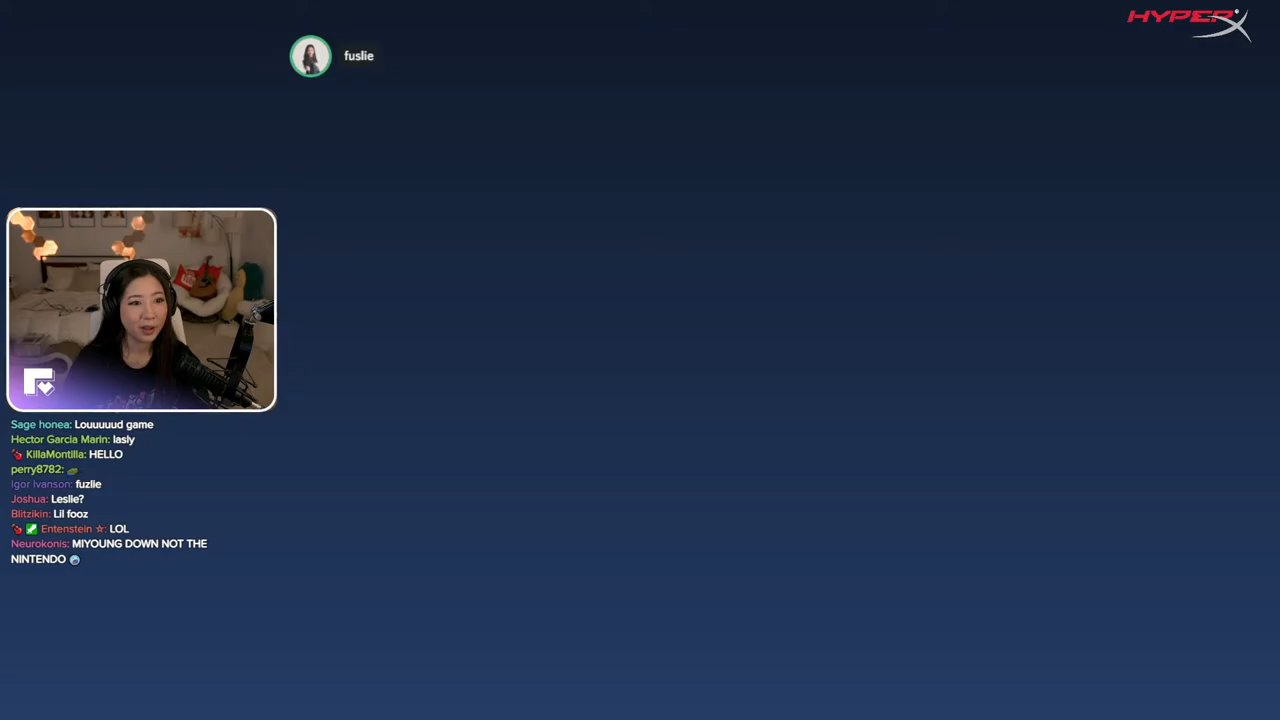 HYPERX
fuslie
Sage honea: Louuuuud game
Hector Garcia Marin: lasly
KillaMontilla: HELLO
perry8782:
Igor Ivanson: fuzlie
Joshua: Leslie?
Blitzikin: Lil fooz
Entenstein ☆: LOL
Neurokonis: MIYOUNG DOWN NOT THE
NINTENDO